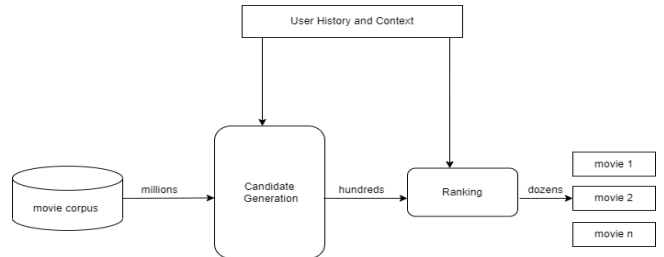 User History and Context
movie corpus
millions
Candidate
Generation
hundreds
Ranking
dozens
movie 1
movie 2
movie n